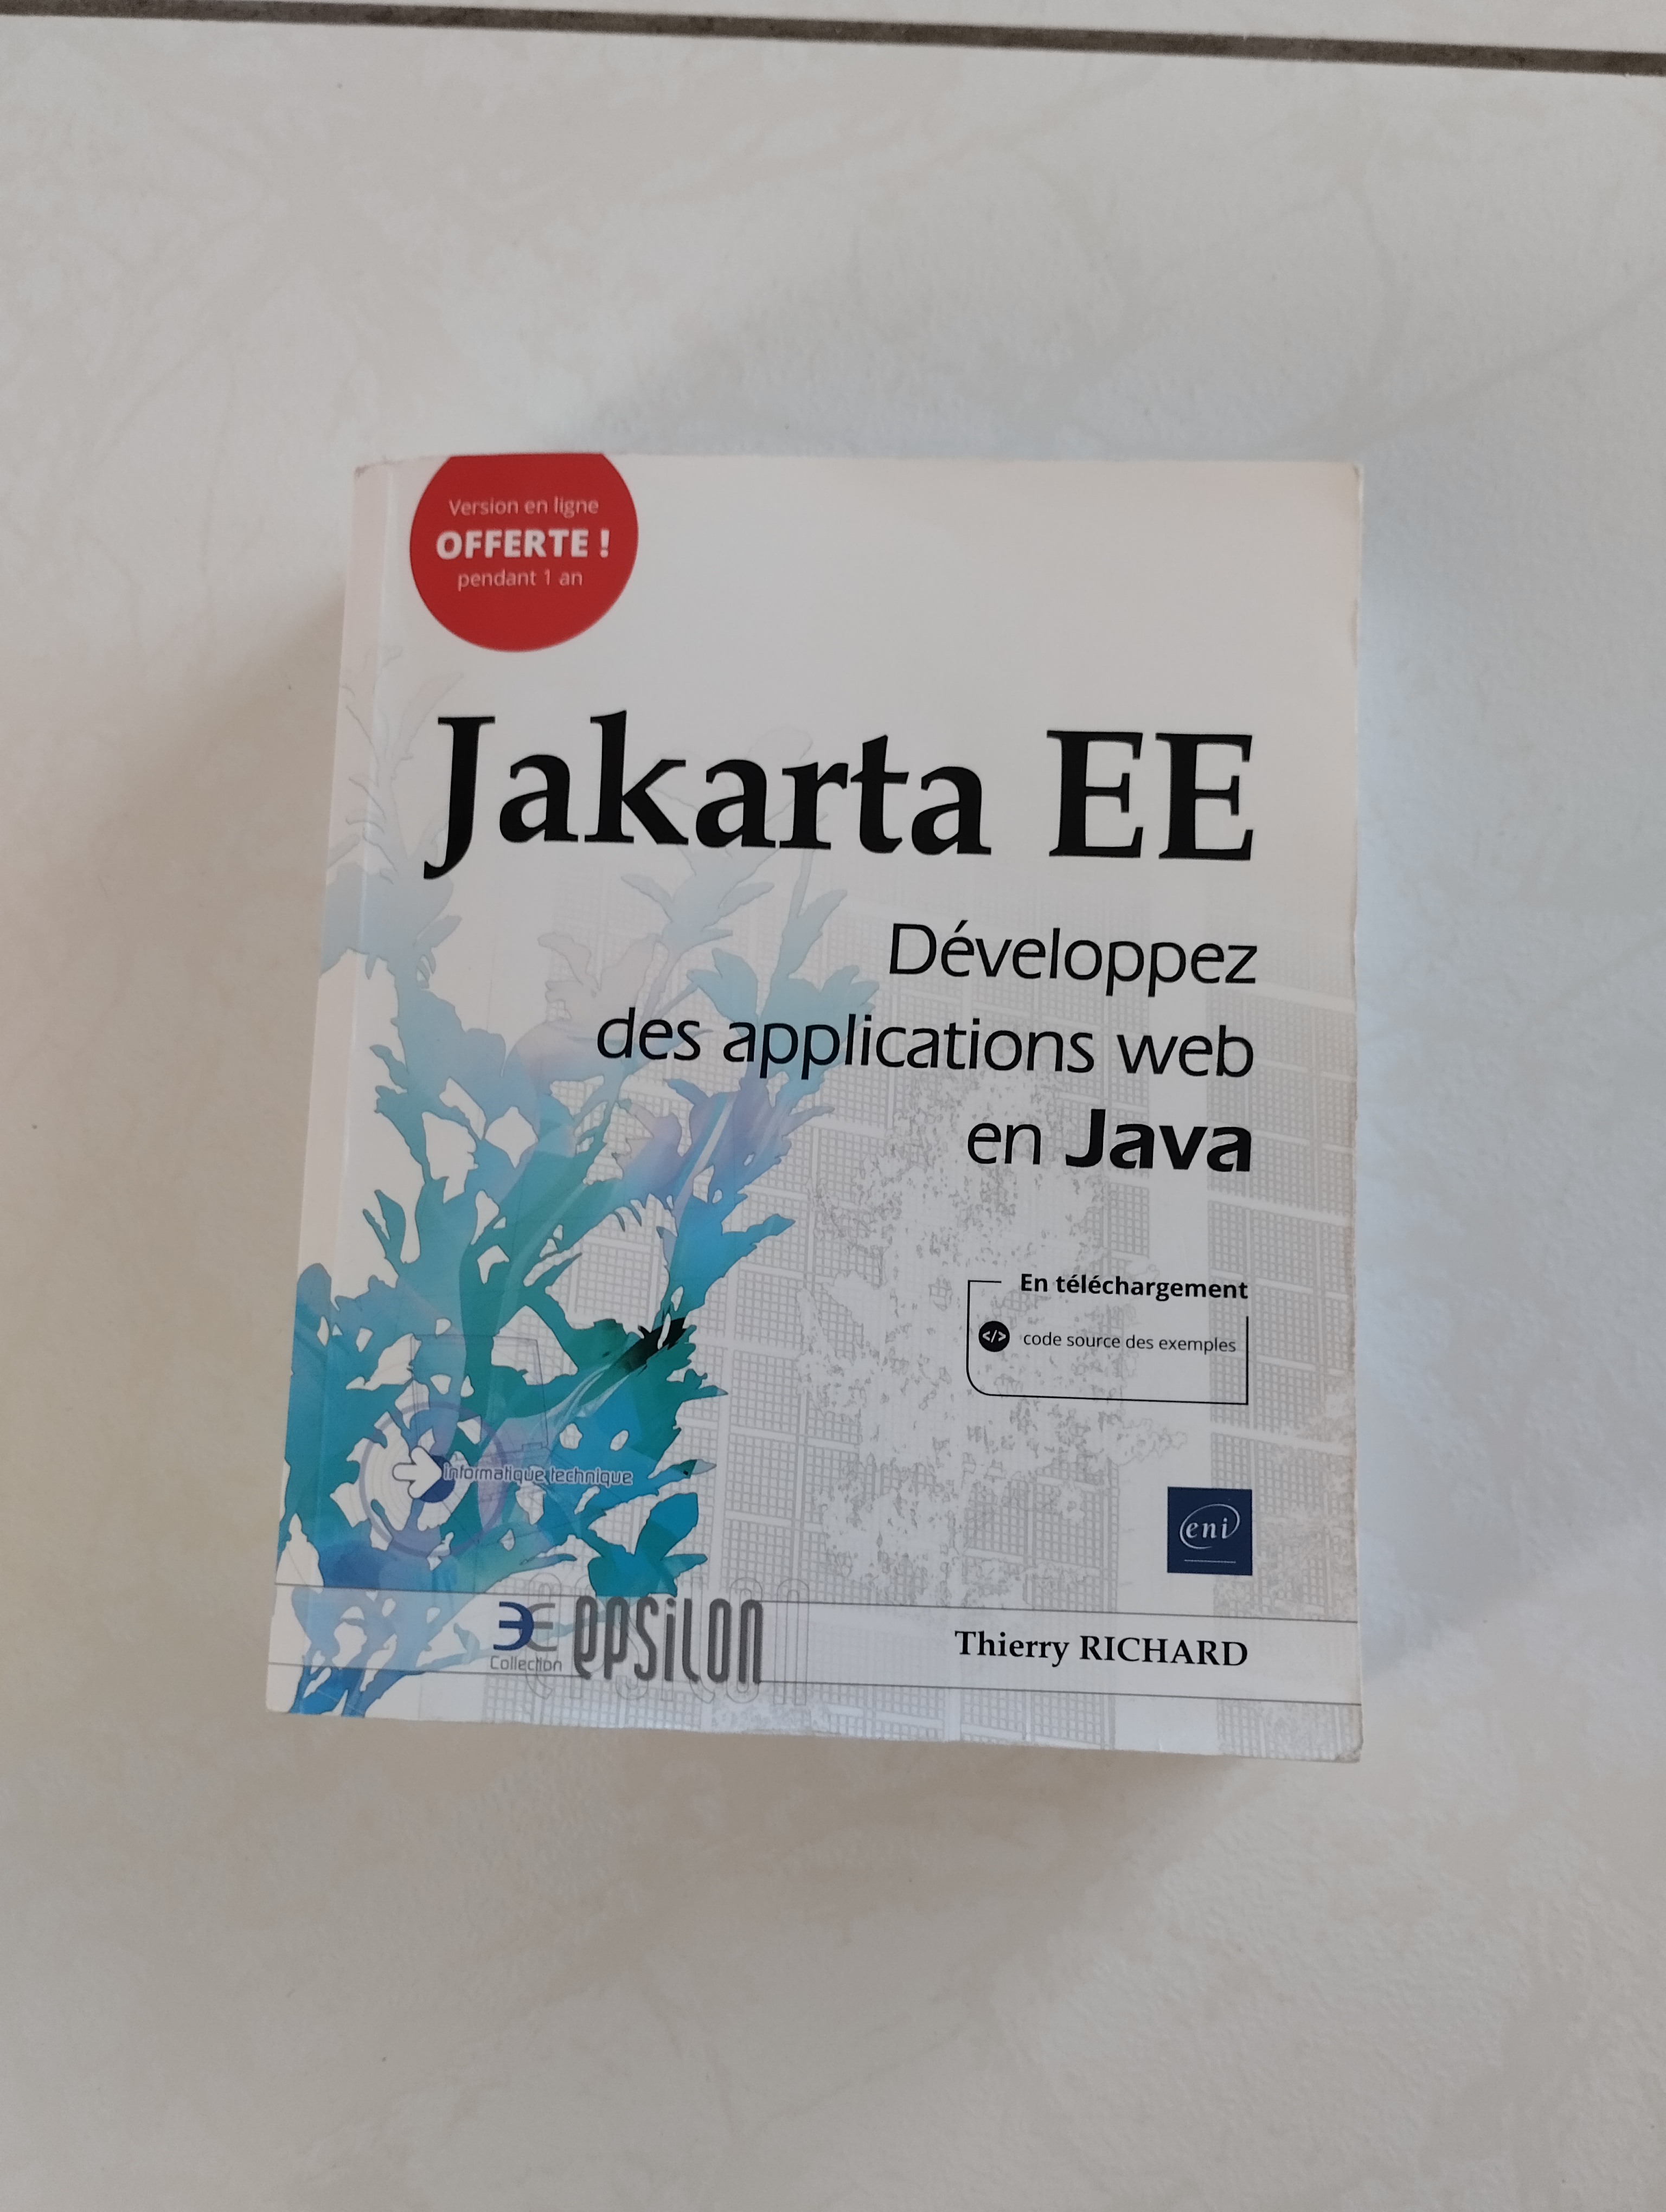 Version en ligne
OFFERTE !
pendant 1 an
Jakarta EE
Développez
des applications web
en Java
En téléchargement
</> code source des exemples
Informatique technique
eni
Collection epsilon
Thierry RICHARD